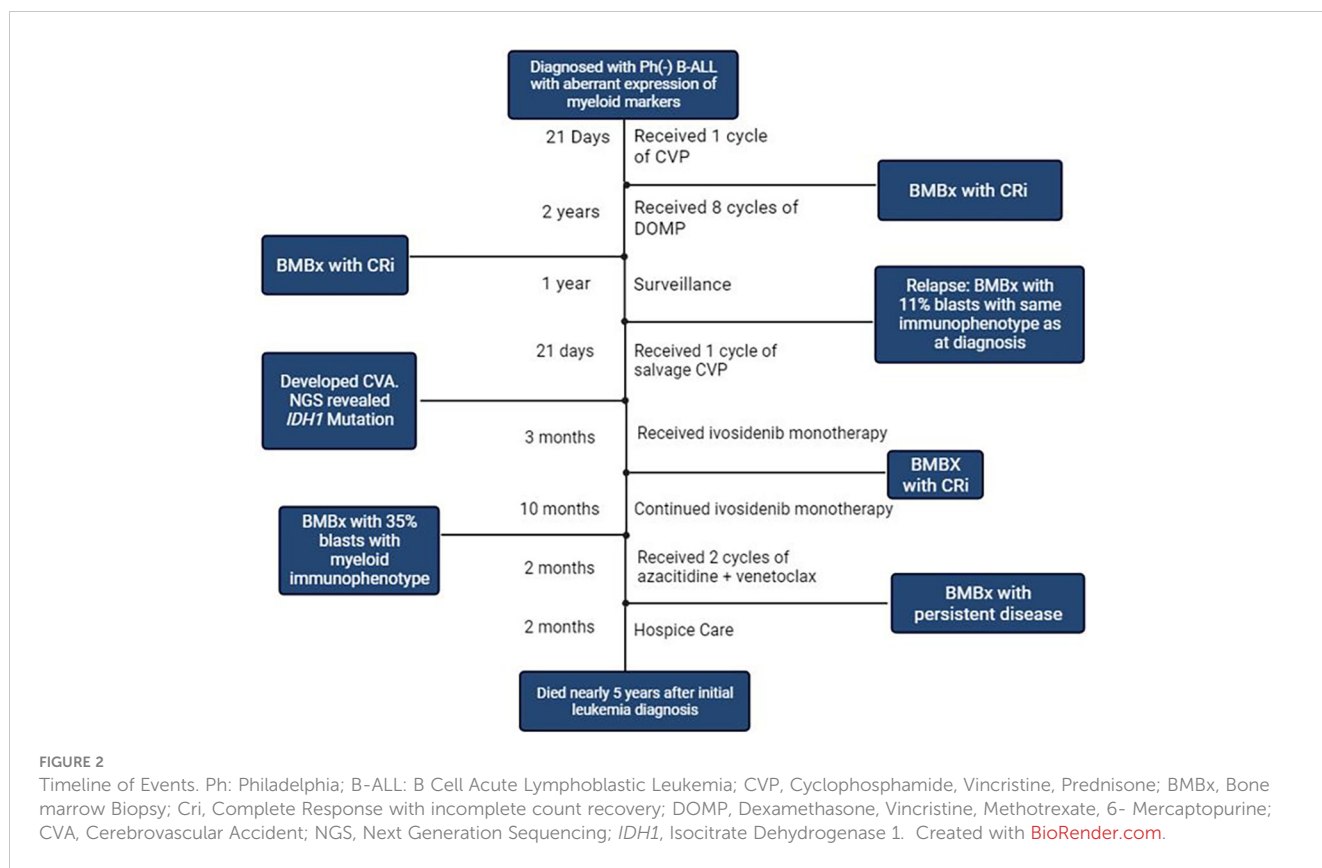 Diagnosed with Ph(-) B-ALL
with aberrant expression of
myeloid markers
21 Days
Received 1 cycle
of CVP
BMBx with CRi
2 years
Received 8 cycles of
DOMP
BMBx with CRi
1 year
Surveillance
Relapse: BMBx with
11% blasts with same
immunophenotype as
at diagnosis
21 days
Received 1 cycle of
salvage CVP
Developed CVA.
NGS revealed
IDH1 Mutation
3 months
Received ivosidenib monotherapy
BMBX
with CRi
10 months
Continued ivosidenib monotherapy
BMBx with 35%
blasts with
myeloid
immunophenotype
2 months
Received 2 cycles of
azacitidine + venetoclax
BMBx with
persistent disease
2 months
Hospice Care
Died nearly 5 years after initial
leukemia diagnosis
FIGURE 2
Timeline of Events. Ph: Philadelphia; B-ALL: B Cell Acute Lymphoblastic Leukemia; CVP, Cyclophosphamide, Vincristine, Prednisone; BMBx, Bone
marrow Biopsy; Cri, Complete Response with incomplete count recovery; DOMP, Dexamethasone, Vincristine, Methotrexate, 6- Mercaptopurine;
CVA, Cerebrovascular Accident; NGS, Next Generation Sequencing; IDH1, Isocitrate Dehydrogenase 1. Created with BioRender.com.